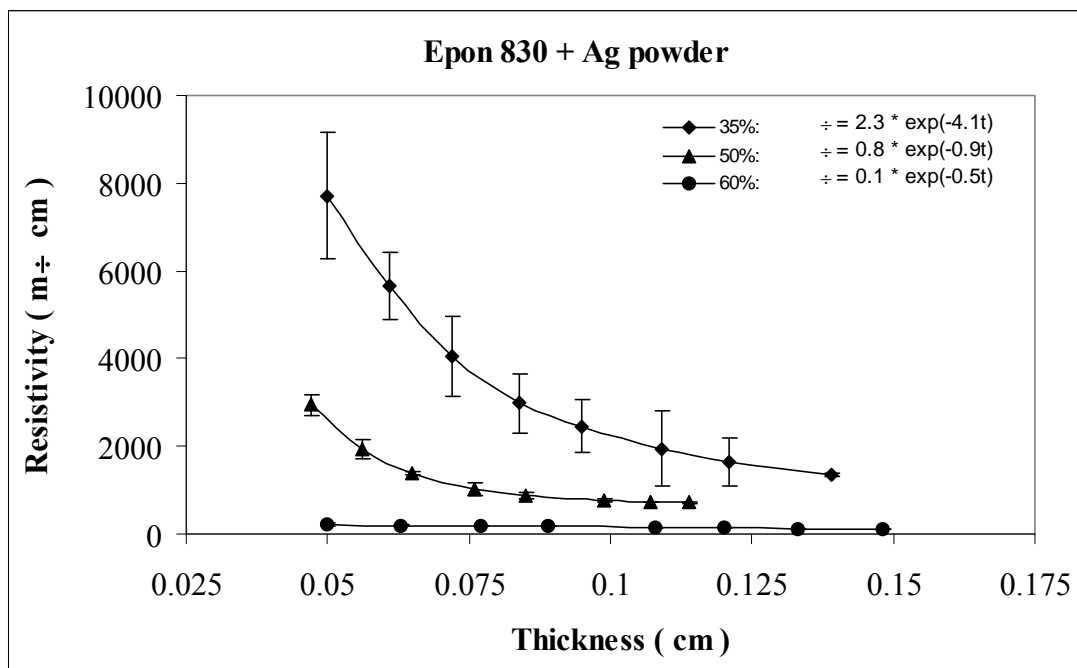 Epon 830 + Ag powder
10000
8000
6000
4000
2000
0
Resistivity ( m÷ cm )
35%: ÷ = 2.3 * exp(-4.1t)
50%: ÷ = 0.8 * exp(-0.9t)
60%: ÷ = 0.1 * exp(-0.5t)
0.025 0.05 0.075 0.1 0.125 0.15 0.175
Thickness ( cm )